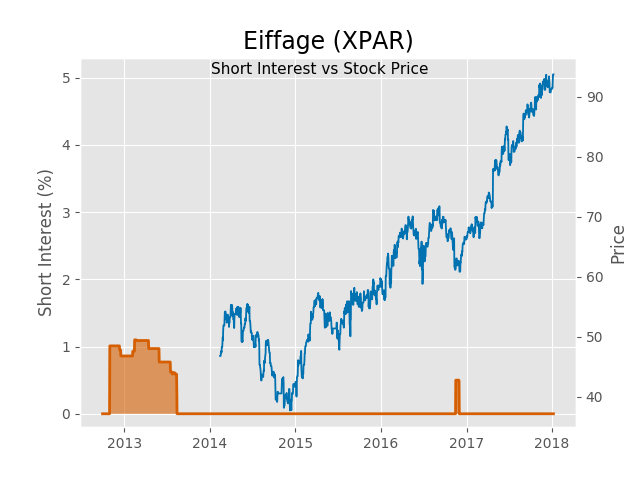 Eiffage (XPAR)
Short Interest vs Stock Price
Short Interest (%)
5
4
3
2
1
0
90
80
70
60
50
40
Price
2013 2014 2015 2016 2017 2018